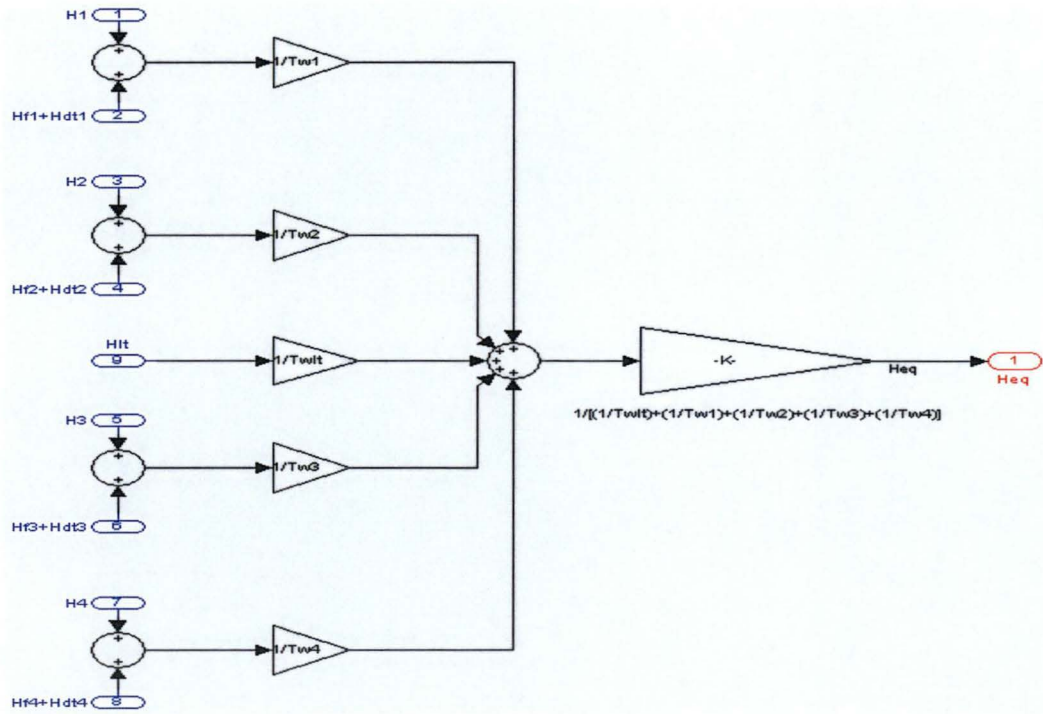 H1 1
+
+
1/Tw1
Hf1+Hdt1 2
H2 3
+
+
1/Tw2
Hf2+Hdt2 4
Hlt
9
1/Twlt
+
+
+
+
+
-K-
Heq
1
Heq
1/[(1/Twlt)+(1/Tw1)+(1/Tw2)+(1/Tw3)+(1/Tw4)]
H3 5
+
+
1/Tw3
Hf3+Hdt3 6
H4 7
+
+
1/Tw4
Hf4+Hdt4 8